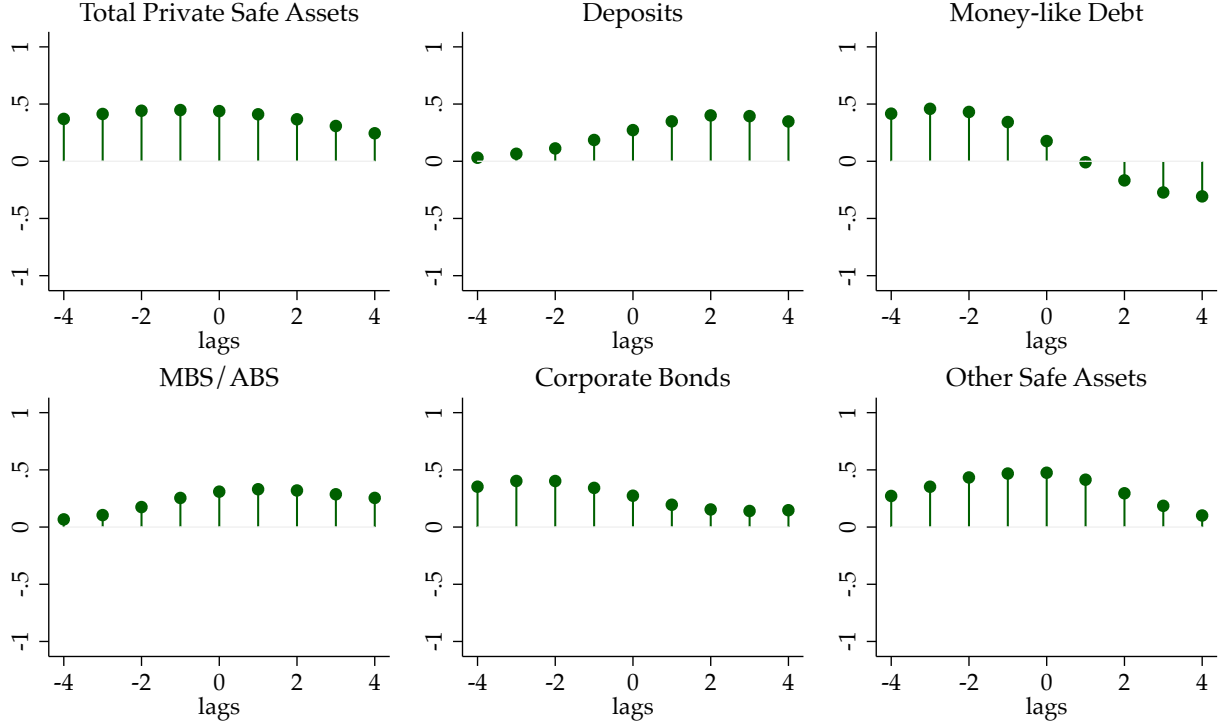 Total Private Safe Assets
1
.5
0
-.5
-1
-4 -2 0 2 4
lags
Deposits
1
.5
0
-.5
-1
-4 -2 0 2 4
lags
Money-like Debt
1
.5
0
-.5
-1
-4 -2 0 2 4
lags
MBS/ABS
1
.5
0
-.5
-1
-4 -2 0 2 4
lags
Corporate Bonds
1
.5
0
-.5
-1
-4 -2 0 2 4
lags
Other Safe Assets
1
.5
0
-.5
-1
-4 -2 0 2 4
lags